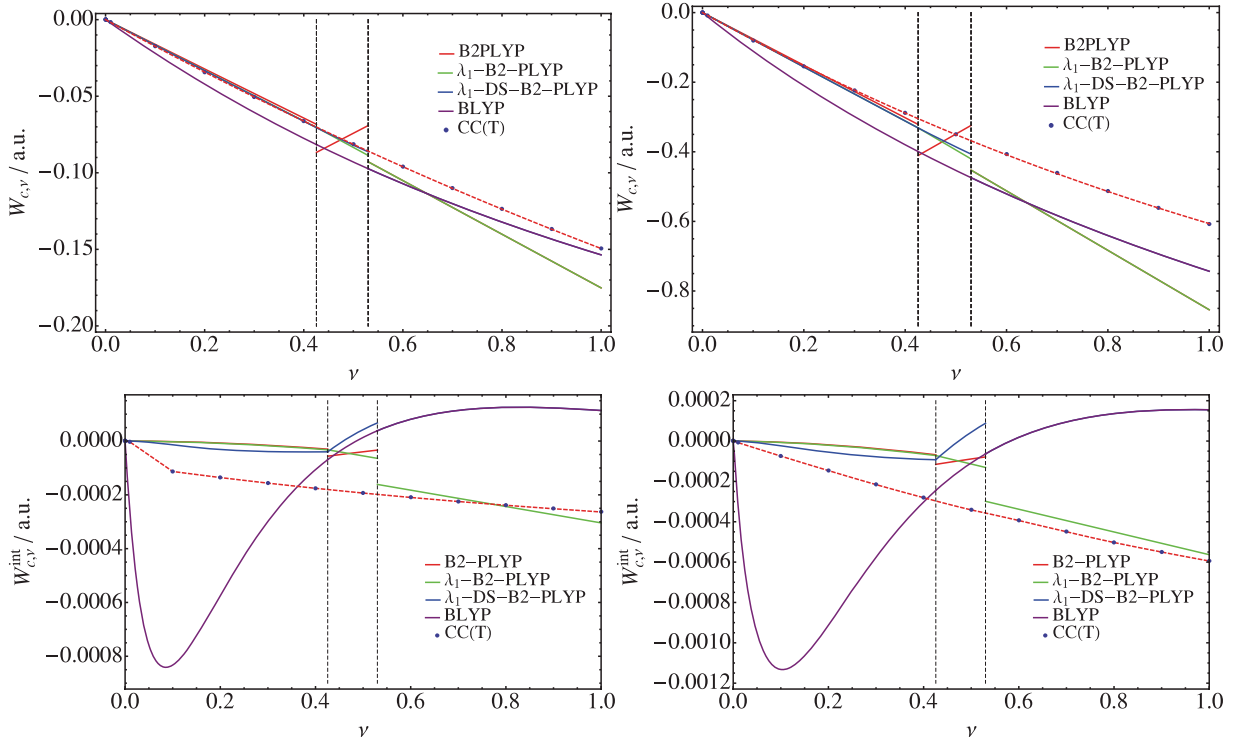 0.00
−0.05
−0.10
−0.15
−0.20
W_{c,ν} / a.u.
B2PLYP
λ₁−B2−PLYP
λ₁−DS−B2−PLYP
BLYP
CC(T)
0.0 0.2 0.4 0.6 0.8 1.0
ν
0.0
−0.2
−0.4
−0.6
−0.8
W_{c,ν} / a.u.
B2PLYP
λ₁−B2−PLYP
λ₁−DS−B2−PLYP
BLYP
CC(T)
0.0 0.2 0.4 0.6 0.8 1.0
ν
0.0000
−0.0002
−0.0004
−0.0006
−0.0008
W^{int}_{c,ν} / a.u.
B2−PLYP
λ₁−B2−PLYP
λ₁−DS−B2−PLYP
BLYP
CC(T)
0.0 0.2 0.4 0.6 0.8 1.0
ν
0.0002
0.0000
−0.0002
−0.0004
−0.0006
−0.0008
−0.0010
−0.0012
W^{int}_{c,ν} / a.u.
B2−PLYP
λ₁−B2−PLYP
λ₁−DS−B2−PLYP
BLYP
CC(T)
0.0 0.2 0.4 0.6 0.8 1.0
ν